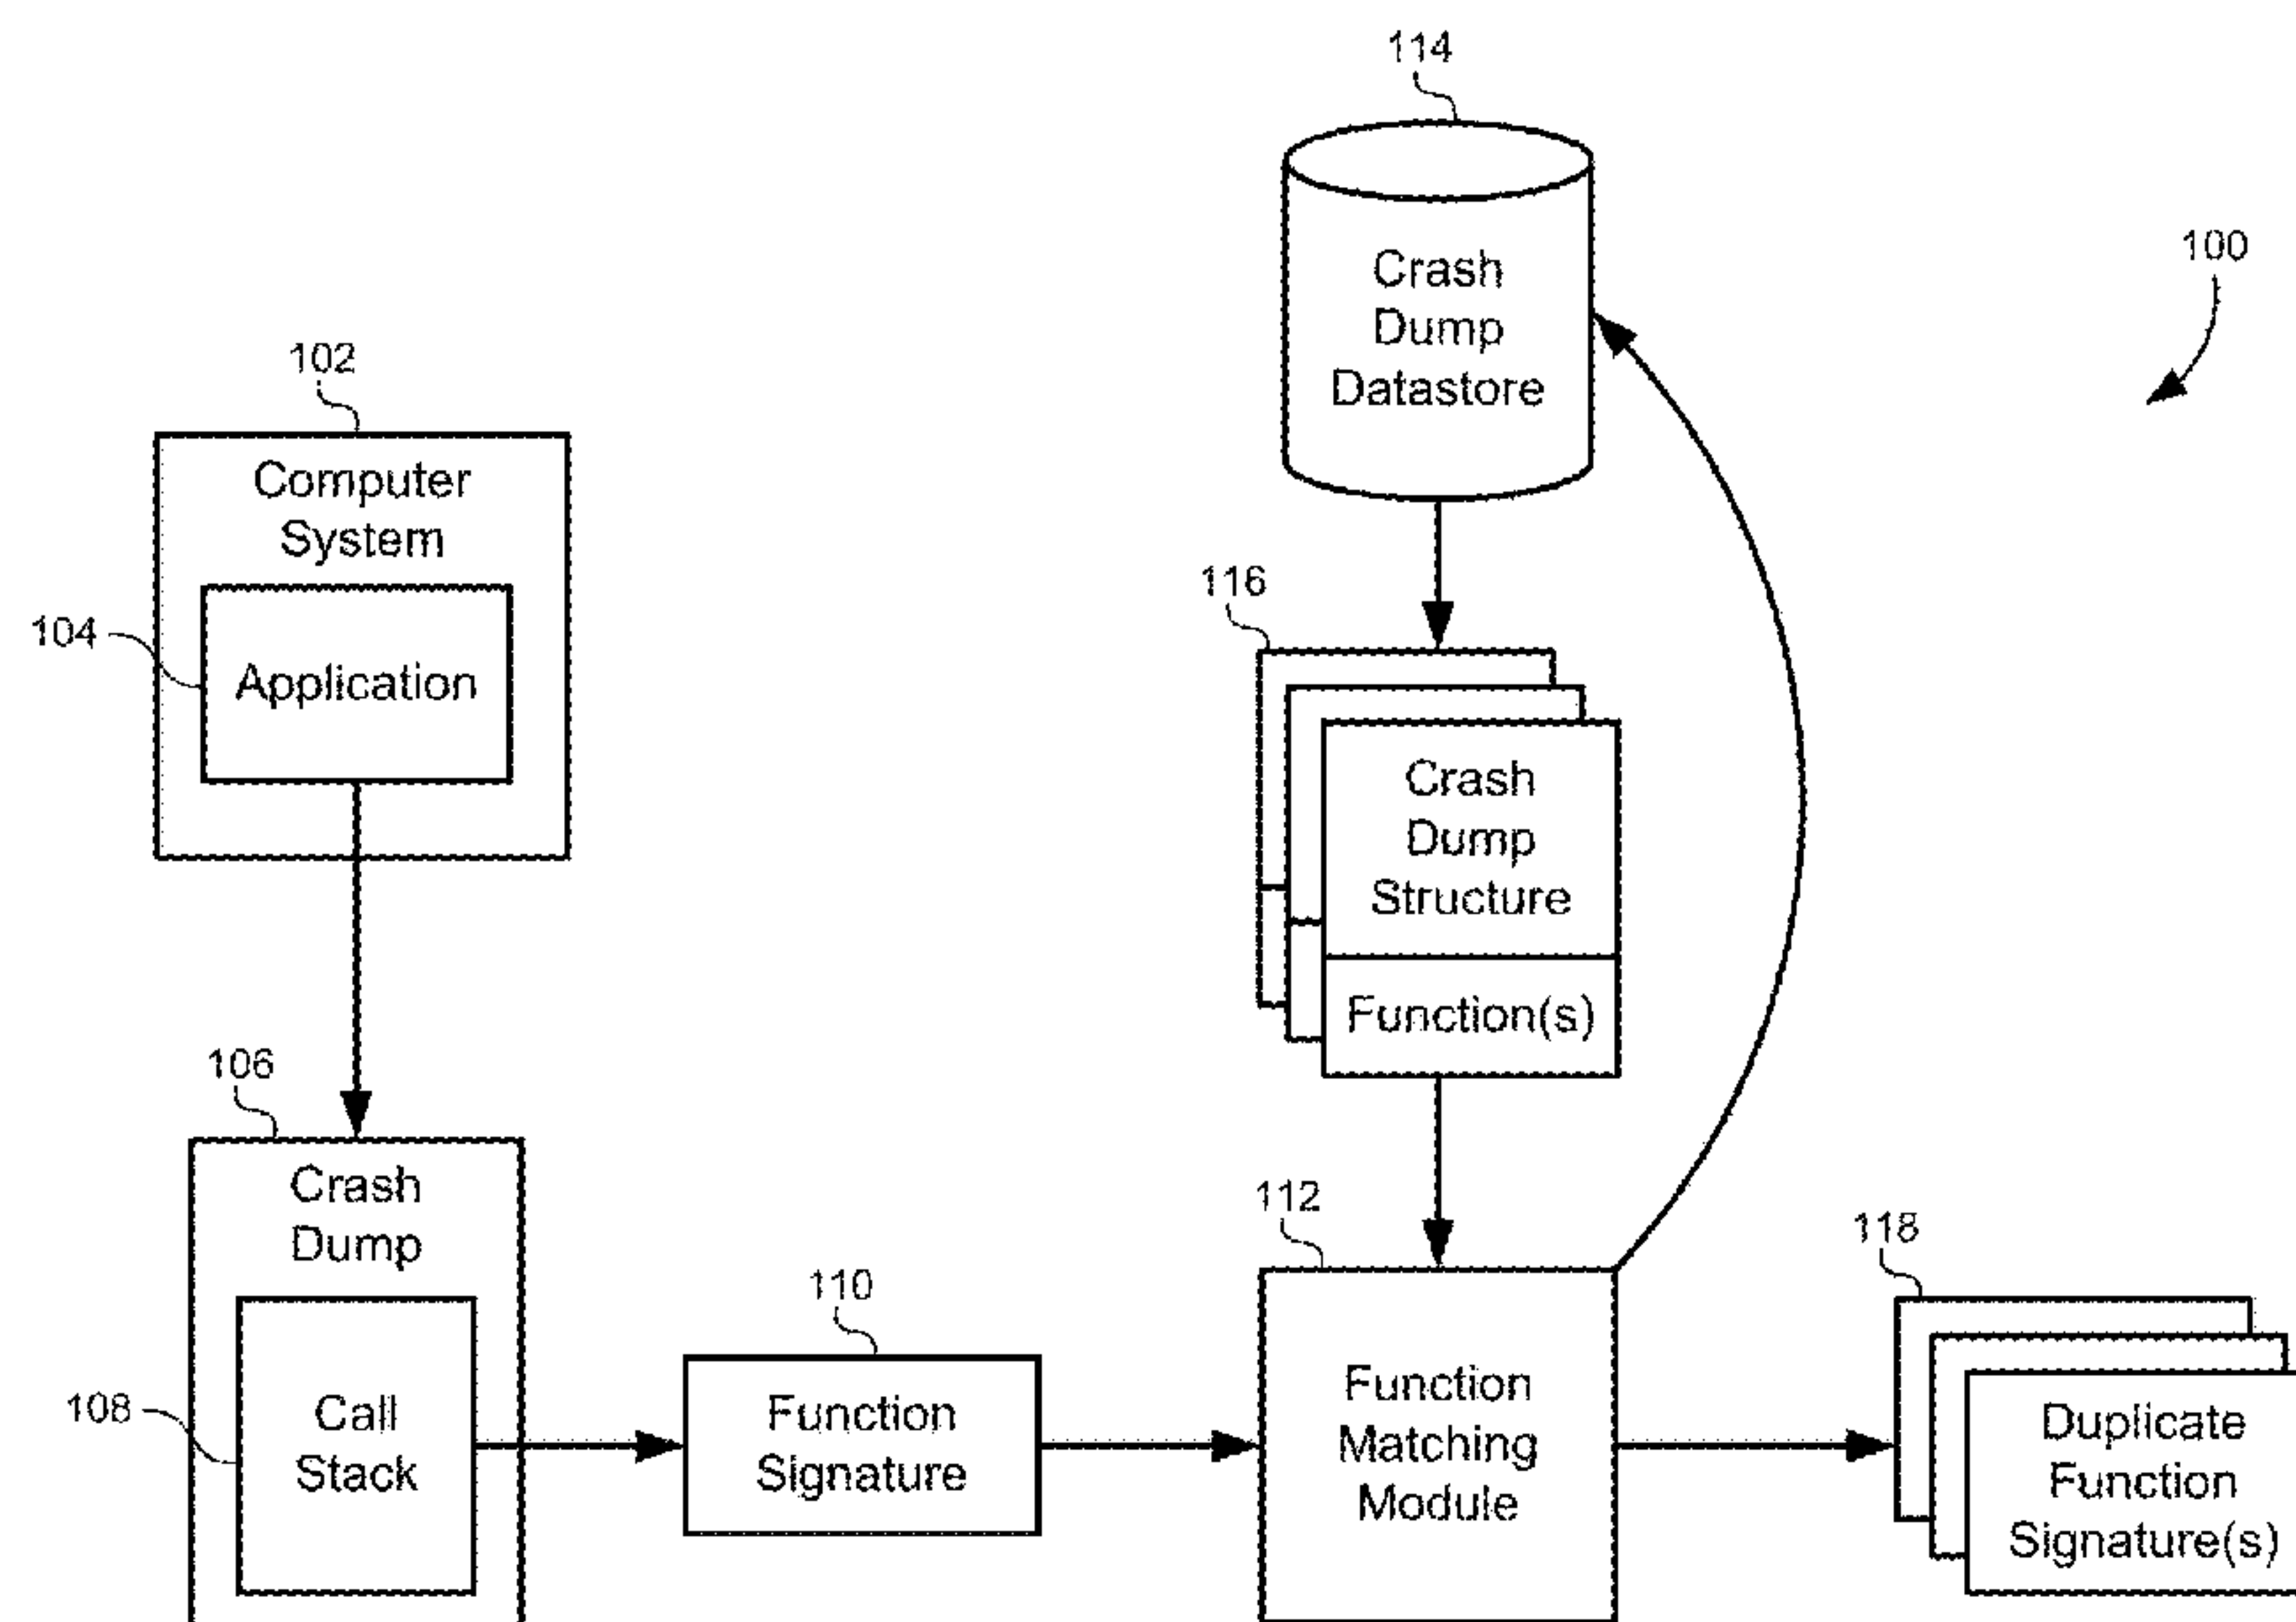 114
Crash
Dump
Datastore
100
102
Computer
System
104
Application
116
Crash
Dump
Structure
Function(s)
106
Crash
Dump
108
Call
Stack
110
Function
Signature
112
Function
Matching
Module
118
Duplicate
Function
Signature(s)